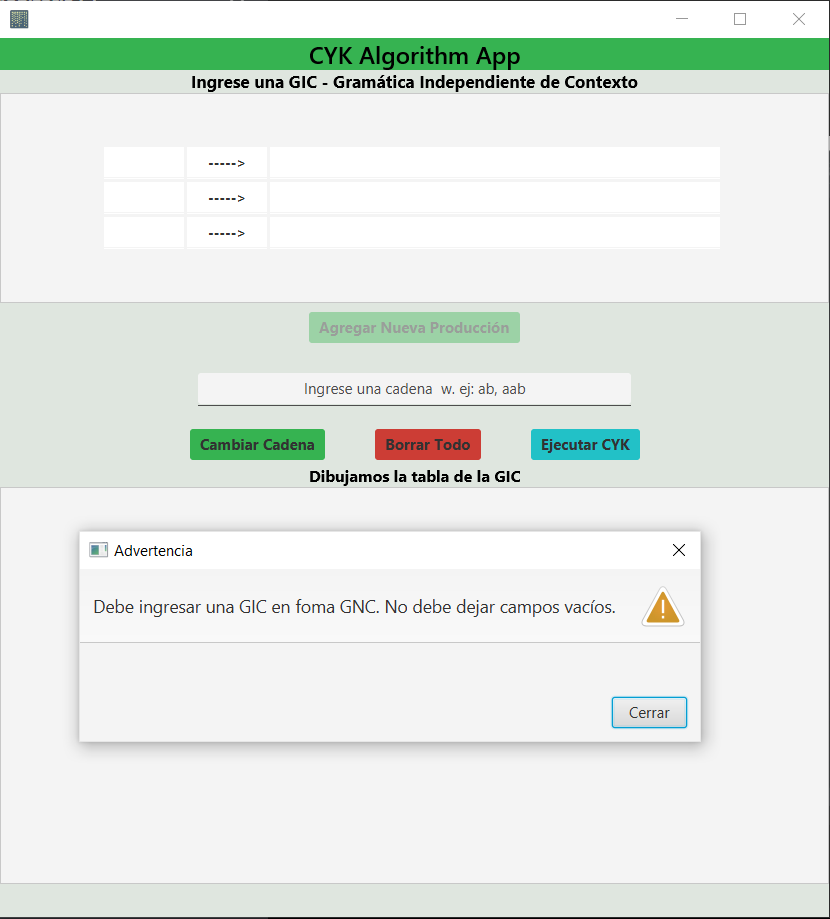 CYK Algorithm App
Ingrese una GIC - Gramática Independiente de Contexto
----->
----->
----->
Agregar Nueva Producción
Ingrese una cadena w. ej: ab, aab
Cambiar Cadena Borrar Todo Ejecutar CYK
Dibujamos la tabla de la GIC
Advertencia
Debe ingresar una GIC en foma GNC. No debe dejar campos vacíos.
Cerrar